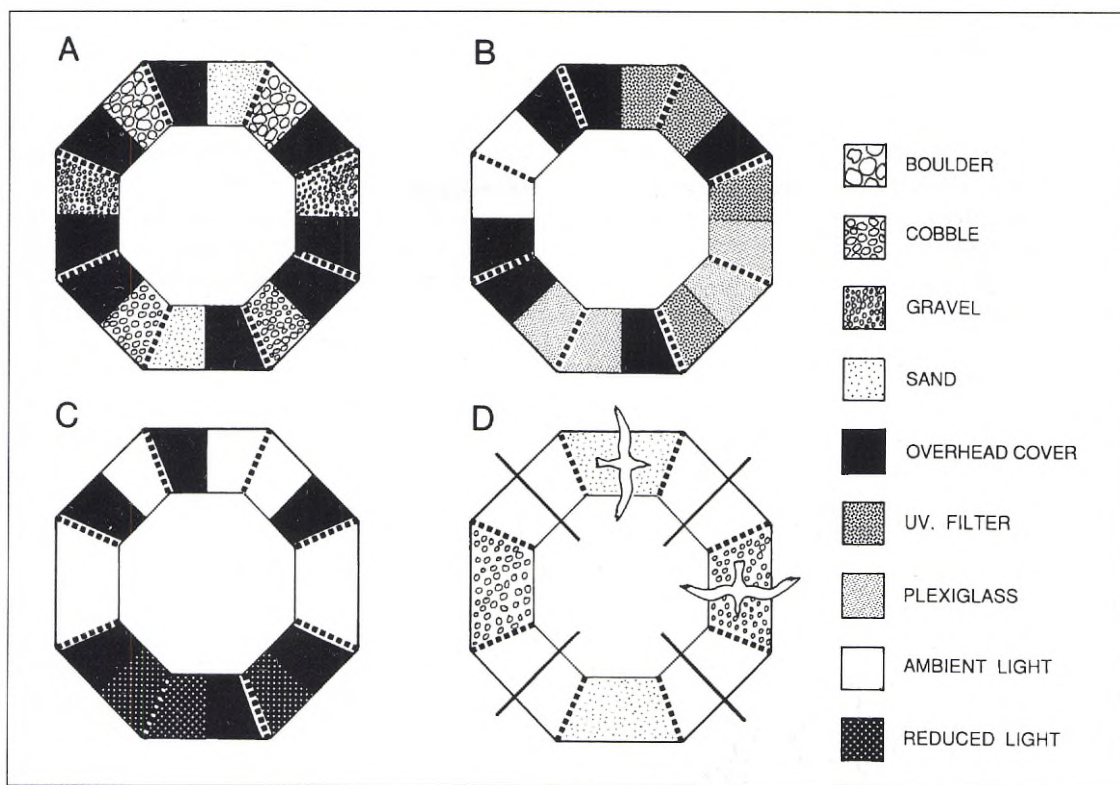 A
B
C
D
BOULDER
COBBLE
GRAVEL
SAND
OVERHEAD COVER
UV. FILTER
PLEXIGLASS
AMBIENT LIGHT
REDUCED LIGHT